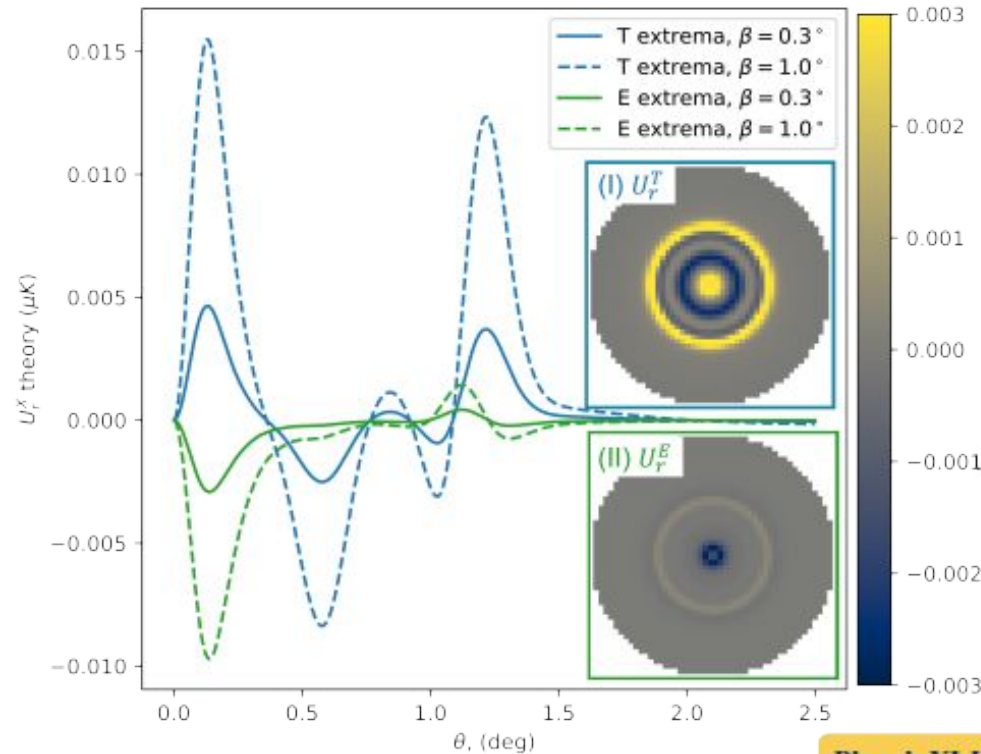 0.015
0.010
0.005
0.000
−0.005
−0.010
U_r^X theory (μK)
0.0 0.5 1.0 1.5 2.0 2.5
θ, (deg)
T extrema, β = 0.3°
T extrema, β = 1.0°
E extrema, β = 0.3°
E extrema, β = 1.0°
(I) U_r^T
(II) U_r^E
0.003
0.002
0.001
0.000
−0.001
−0.002
−0.003